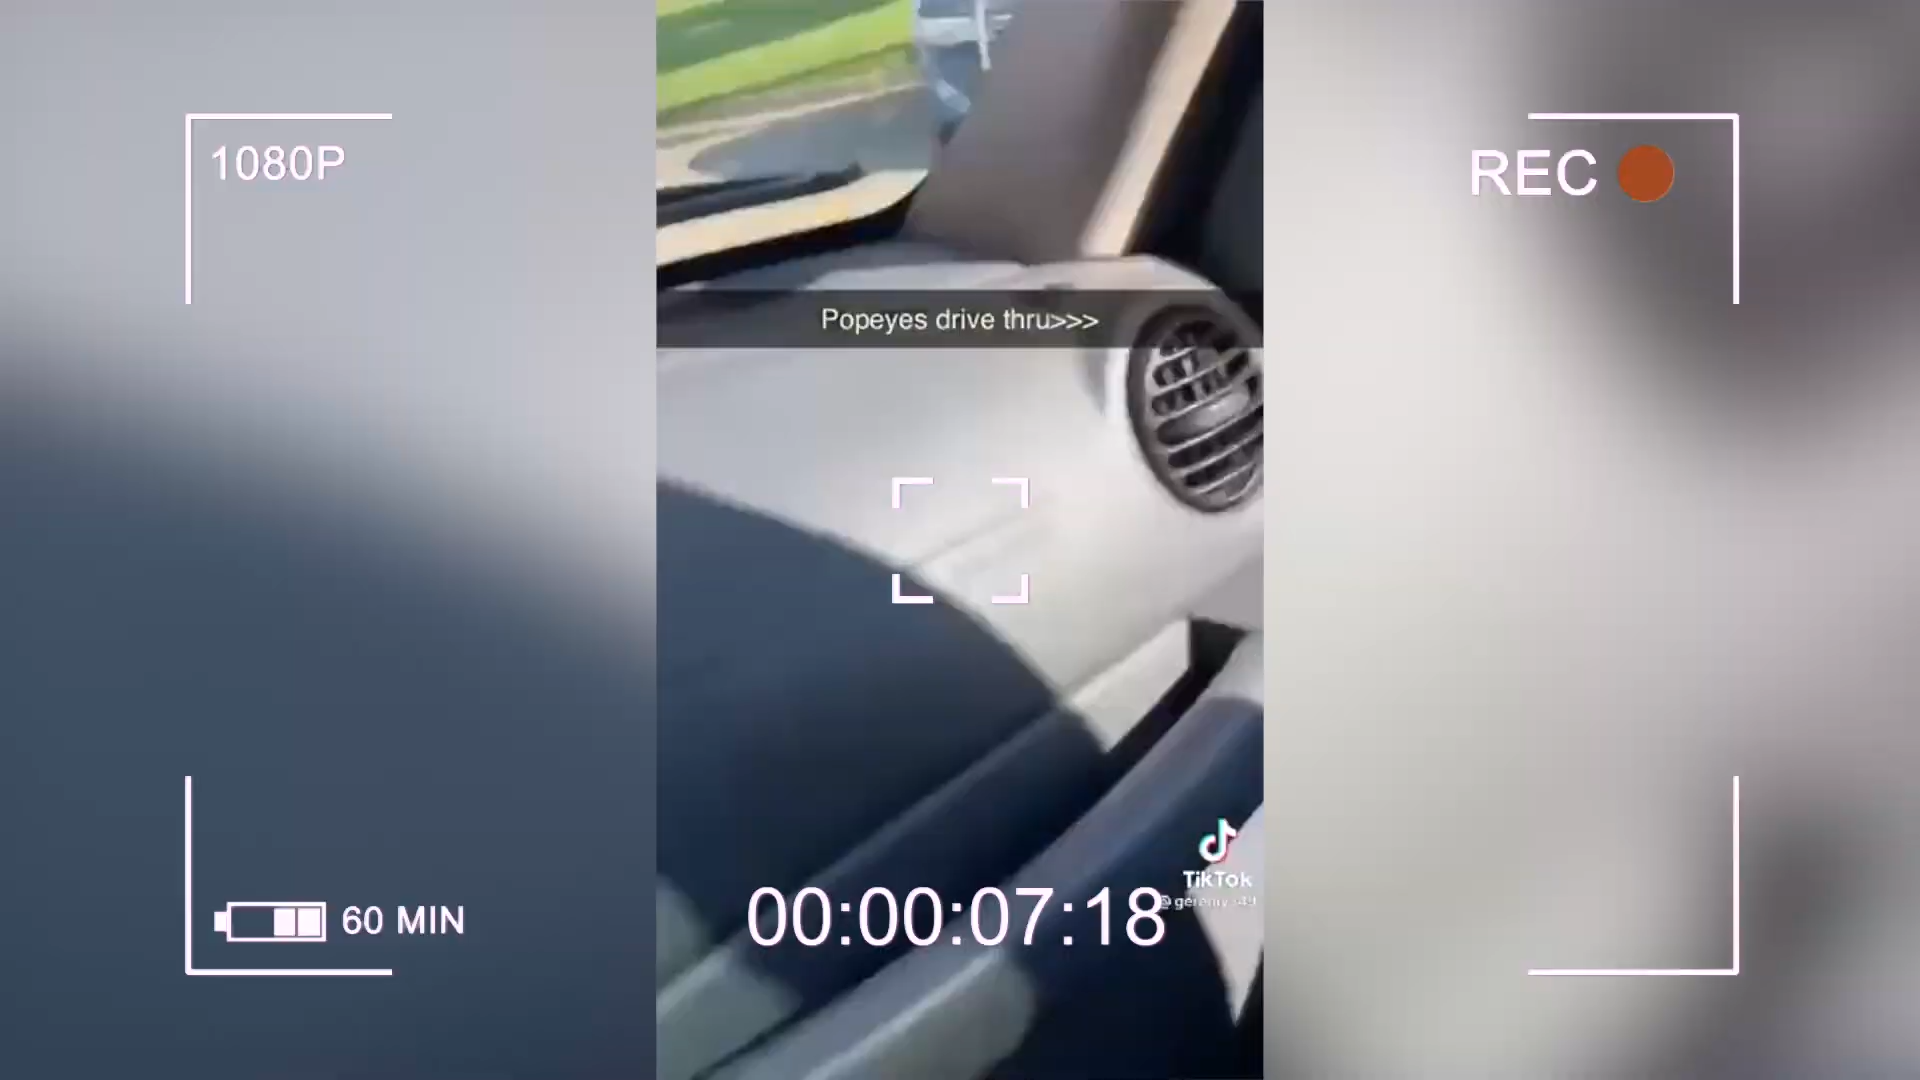 1080P
REC
Popeyes drive thru>>>
TikTok
00:00:07:18
60 MIN